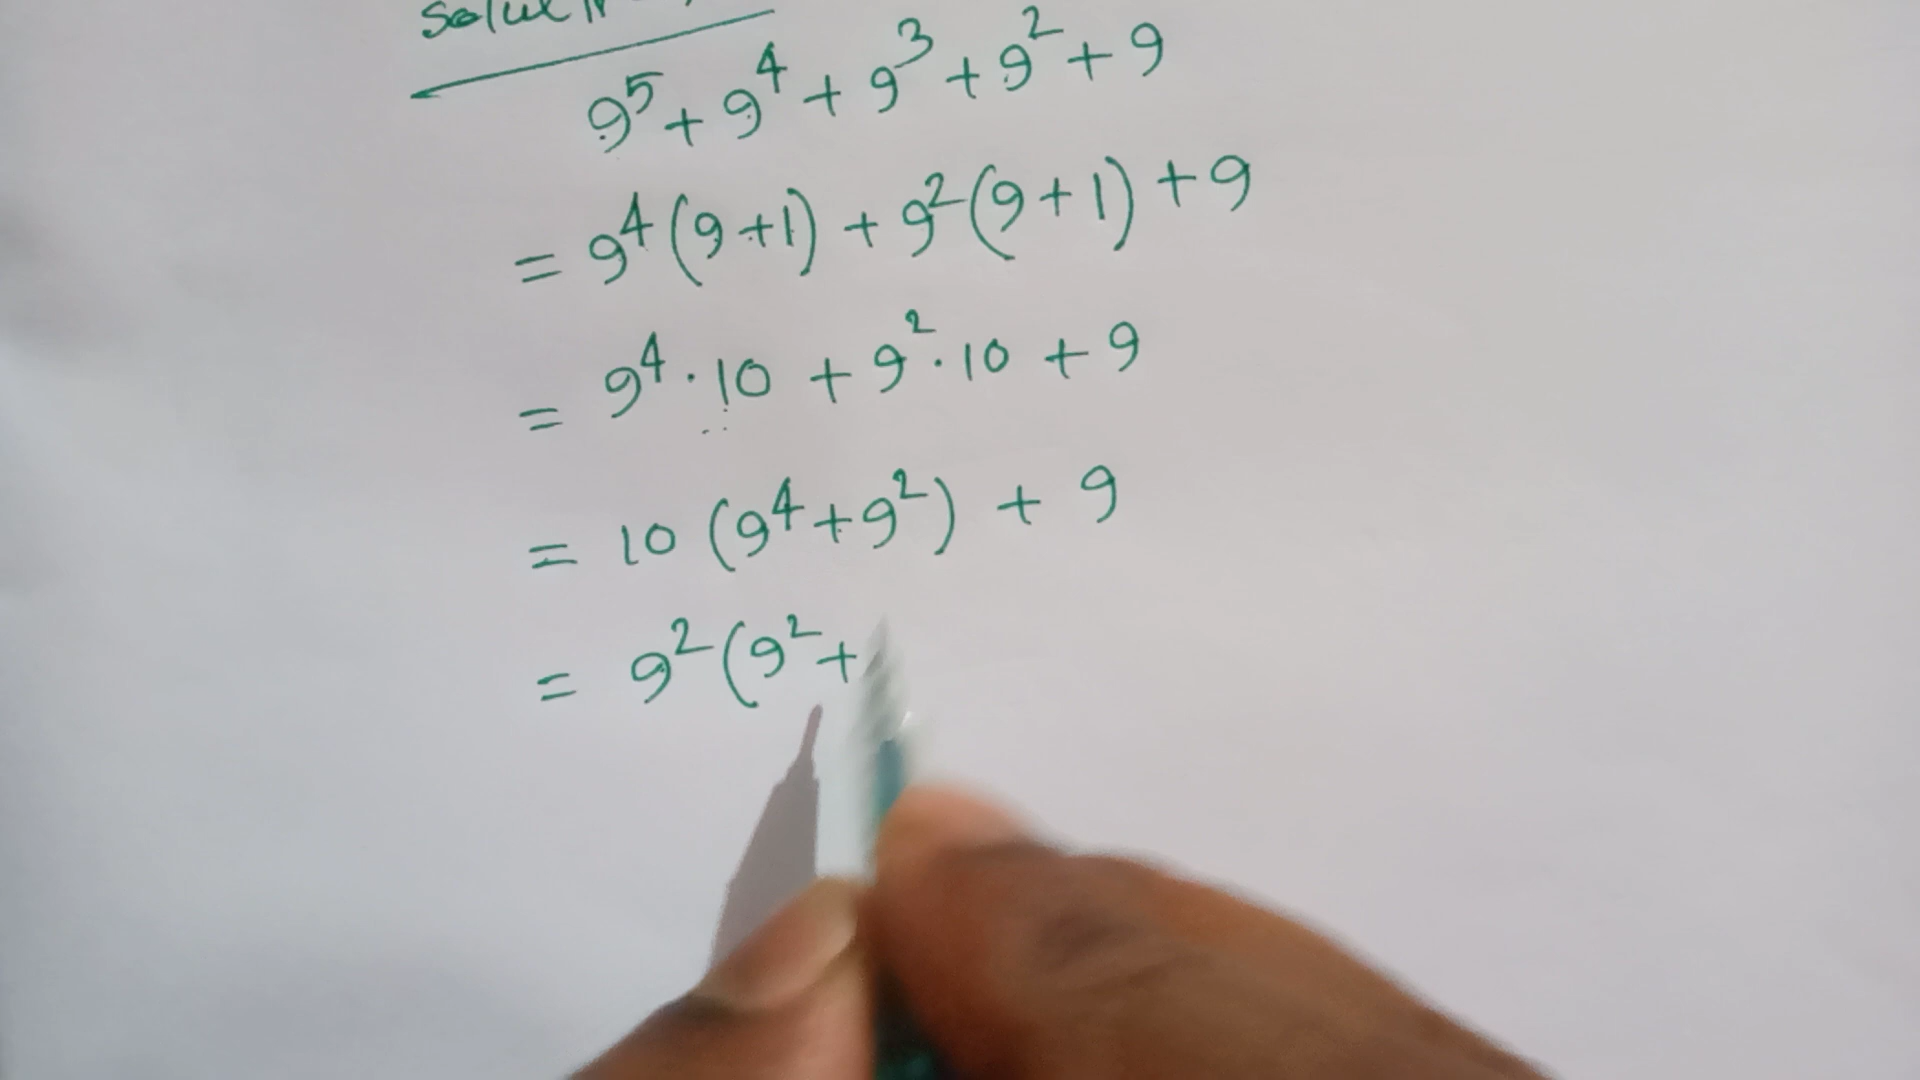 9⁵ + 9⁴ + 9³ + 9² + 9
= 9⁴ (9+1) + 9² (9+1) + 9
= 9⁴ · 10 + 9² · 10 + 9
= 10 (9⁴ + 9²) + 9
= 9² (9² +